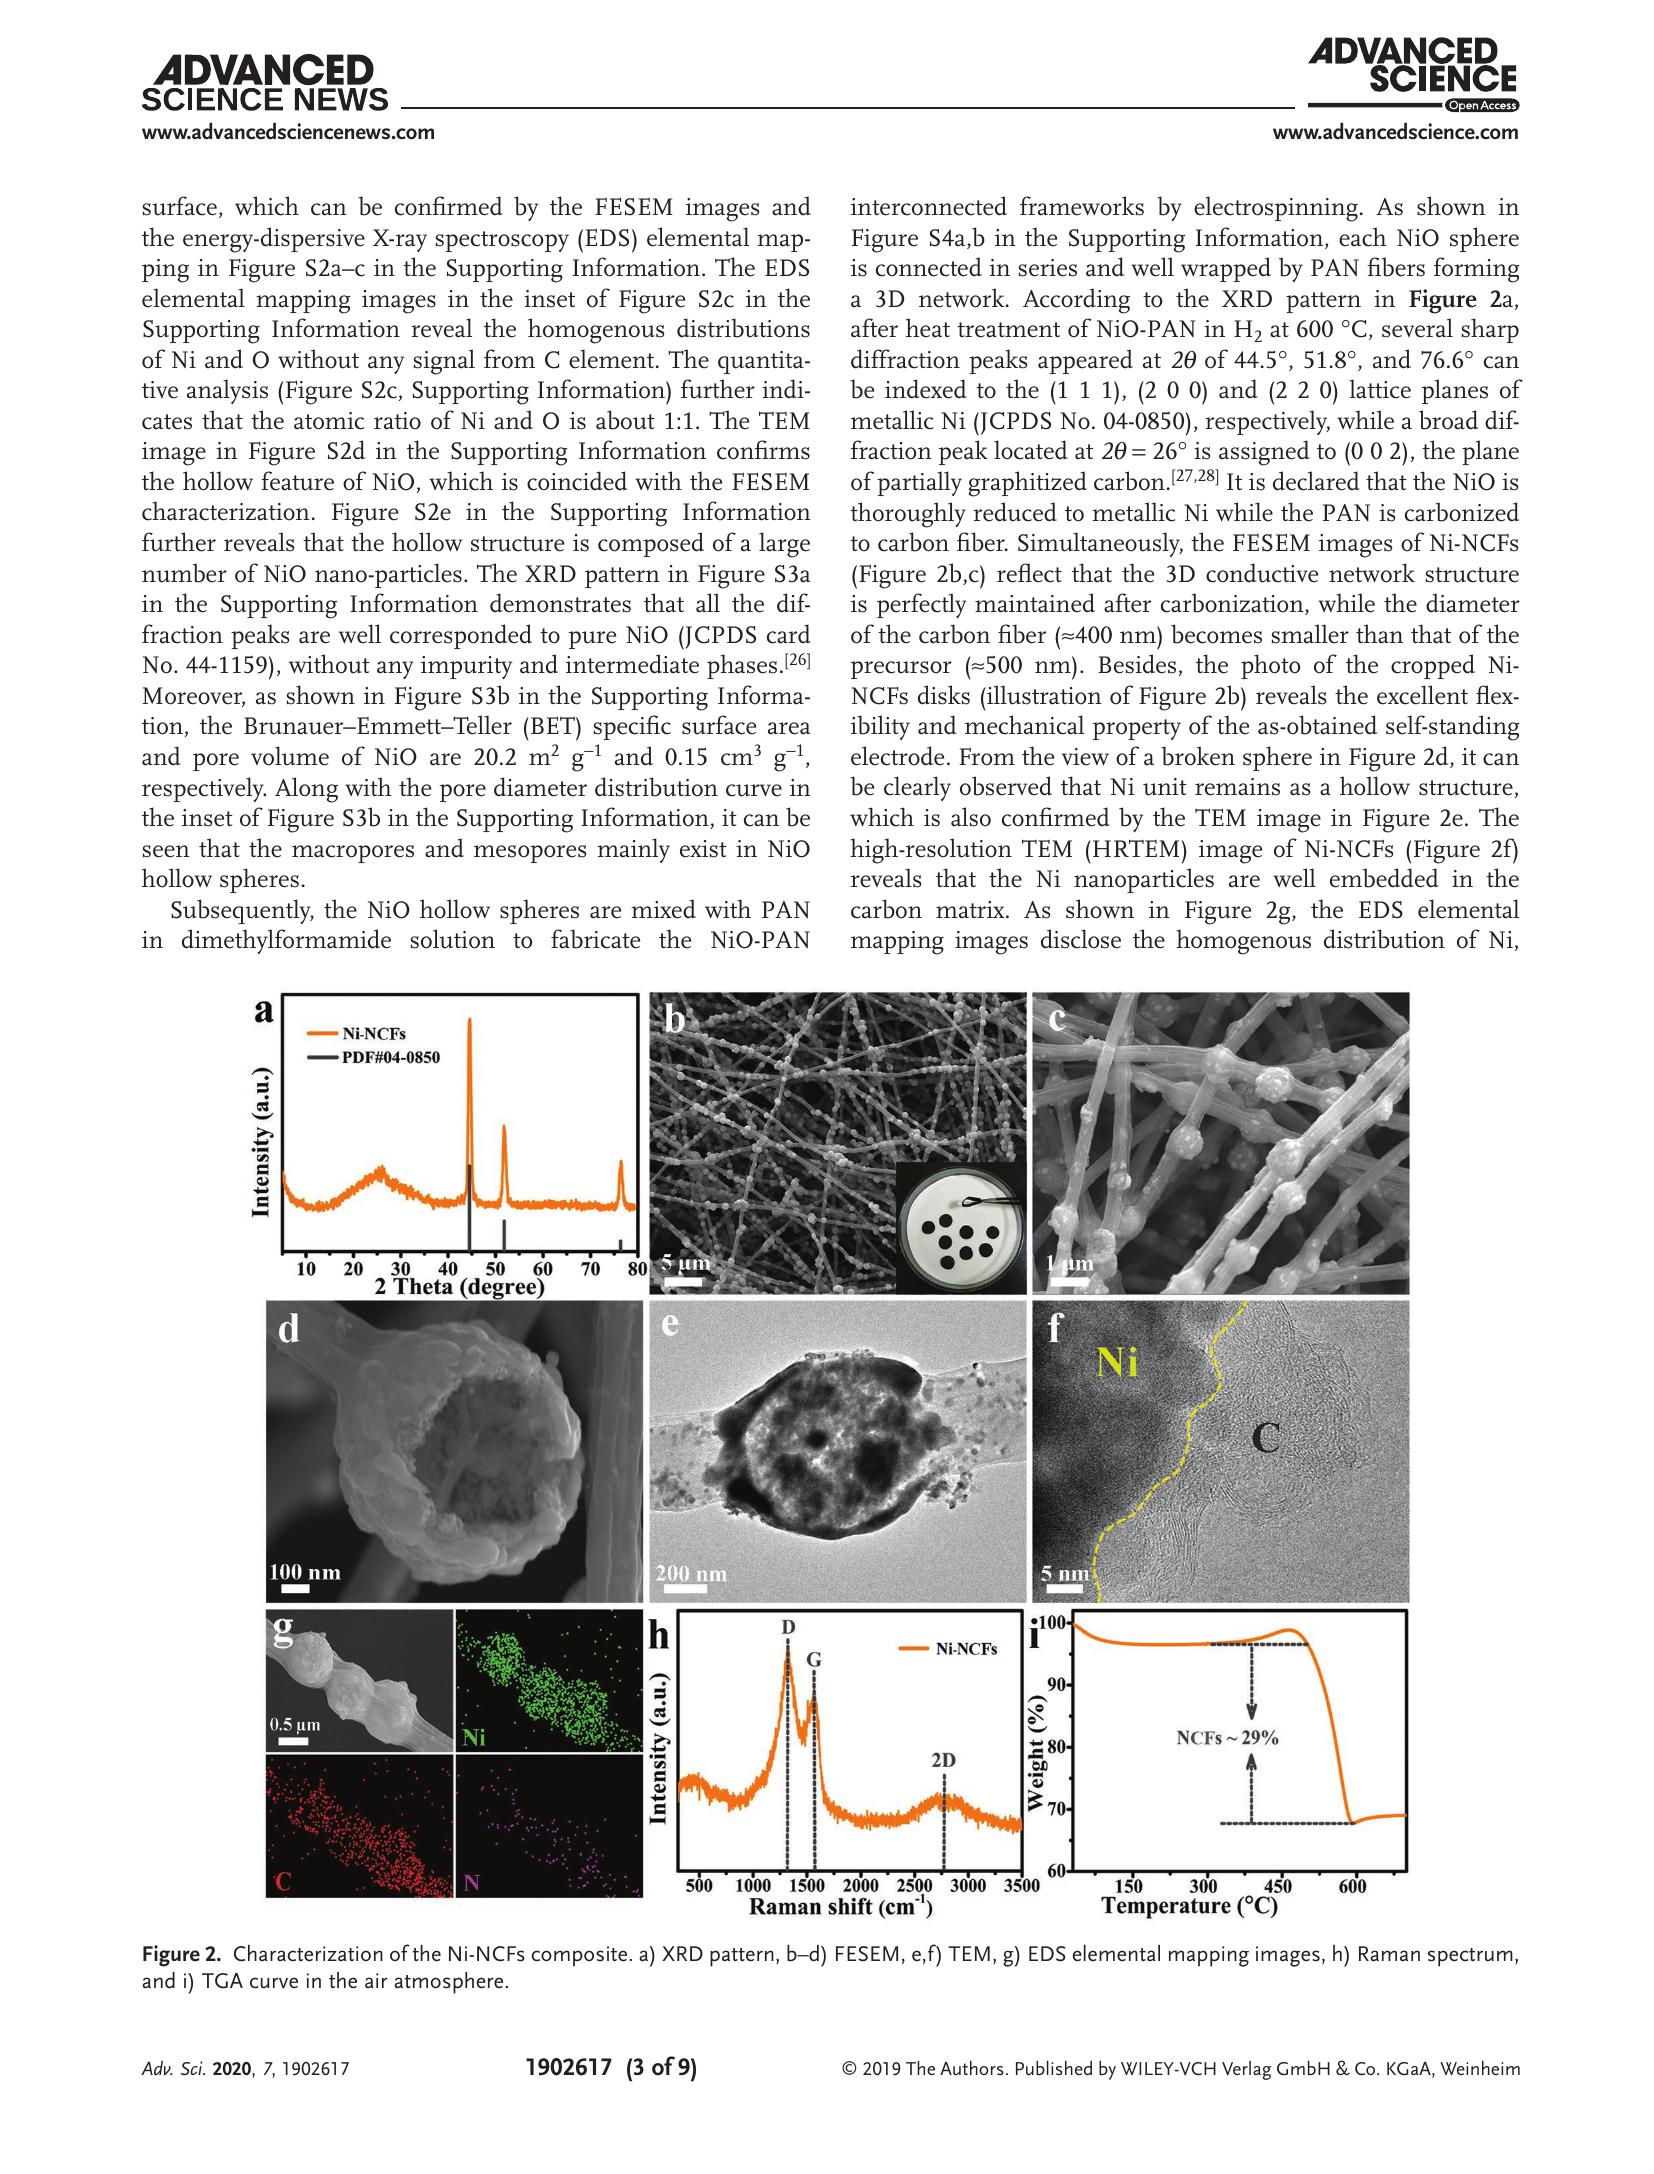 ADVANCED
SCIENCE NEWS
www.advancedsciencenews.com
ADVANCED
SCIENCE
Open Access
www.advancedscience.com
surface, which can be confirmed by the FESEM images and
the energy-dispersive X-ray spectroscopy (EDS) elemental map-
ping in Figure S2a–c in the Supporting Information. The EDS
elemental mapping images in the inset of Figure S2c in the
Supporting Information reveal the homogenous distributions
of Ni and O without any signal from C element. The quantita-
tive analysis (Figure S2c, Supporting Information) further indi-
cates that the atomic ratio of Ni and O is about 1:1. The TEM
image in Figure S2d in the Supporting Information confirms
the hollow feature of NiO, which is coincided with the FESEM
characterization. Figure S2e in the Supporting Information
further reveals that the hollow structure is composed of a large
number of NiO nano-particles. The XRD pattern in Figure S3a
in the Supporting Information demonstrates that all the dif-
fraction peaks are well corresponded to pure NiO (JCPDS card
No. 44-1159), without any impurity and intermediate phases.[26]
Moreover, as shown in Figure S3b in the Supporting Informa-
tion, the Brunauer–Emmett–Teller (BET) specific surface area
and pore volume of NiO are 20.2 m² g⁻¹ and 0.15 cm³ g⁻¹,
respectively. Along with the pore diameter distribution curve in
the inset of Figure S3b in the Supporting Information, it can be
seen that the macropores and mesopores mainly exist in NiO
hollow spheres.
Subsequently, the NiO hollow spheres are mixed with PAN
in dimethylformamide solution to fabricate the NiO-PAN
interconnected frameworks by electrospinning. As shown in
Figure S4a,b in the Supporting Information, each NiO sphere
is connected in series and well wrapped by PAN fibers forming
a 3D network. According to the XRD pattern in Figure 2a,
after heat treatment of NiO-PAN in H₂ at 600 °C, several sharp
diffraction peaks appeared at 2θ of 44.5°, 51.8°, and 76.6° can
be indexed to the (1 1 1), (2 0 0) and (2 2 0) lattice planes of
metallic Ni (JCPDS No. 04-0850), respectively, while a broad dif-
fraction peak located at 2θ = 26° is assigned to (0 0 2), the plane
of partially graphitized carbon.[27,28] It is declared that the NiO is
thoroughly reduced to metallic Ni while the PAN is carbonized
to carbon fiber. Simultaneously, the FESEM images of Ni-NCFs
(Figure 2b,c) reflect that the 3D conductive network structure
is perfectly maintained after carbonization, while the diameter
of the carbon fiber (≈400 nm) becomes smaller than that of the
precursor (≈500 nm). Besides, the photo of the cropped Ni-
NCFs disks (illustration of Figure 2b) reveals the excellent flex-
ibility and mechanical property of the as-obtained self-standing
electrode. From the view of a broken sphere in Figure 2d, it can
be clearly observed that Ni unit remains as a hollow structure,
which is also confirmed by the TEM image in Figure 2e. The
high-resolution TEM (HRTEM) image of Ni-NCFs (Figure 2f)
reveals that the Ni nanoparticles are well embedded in the
carbon matrix. As shown in Figure 2g, the EDS elemental
mapping images disclose the homogenous distribution of Ni,
a
Ni-NCFs
PDF#04-0850
Intensity (a.u.)
10 20 30 40 50 60 70 80
2 Theta (degree)
b
5 µm
c
1 µm
d
100 nm
e
200 nm
f
Ni
C
5 nm
g
0.5 µm
Ni
C
N
h
D
G
2D
Ni-NCFs
Intensity (a.u.)
500 1000 1500 2000 2500 3000 3500
Raman shift (cm⁻¹)
i
100
90
80
70
60
Weight (%)
NCFs ~ 29%
150 300 450 600
Temperature (°C)
Figure 2. Characterization of the Ni-NCFs composite. a) XRD pattern, b–d) FESEM, e,f) TEM, g) EDS elemental mapping images, h) Raman spectrum,
and i) TGA curve in the air atmosphere.
Adv. Sci. 2020, 7, 1902617
1902617 (3 of 9)
© 2019 The Authors. Published by WILEY-VCH Verlag GmbH & Co. KGaA, Weinheim